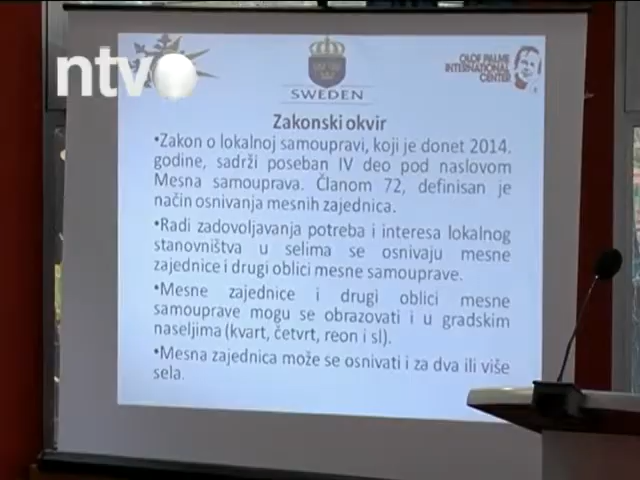 ntv
SWEDEN
OLOF PALME
INTERNATIONAL
CENTER
Zakonski okvir
•Zakon o lokalnoj samoupravi, koji je donet 2014.
godine, sadrži poseban IV deo pod naslovom
Mesna samouprava. Članom 72, definisan je
način osnivanja mesnih zajednica.
•Radi zadovoljavanja potreba i interesa lokalnog
stanovništva u selima se osnivaju mesne
zajednice i drugi oblici mesne samouprave.
•Mesne zajednice i drugi oblici mesne
samouprave mogu se obrazovati i u gradskim
naseljima (kvart, četvrt, reon i sl).
•Mesna zajednica može se osnivati i za dva ili više
sela.